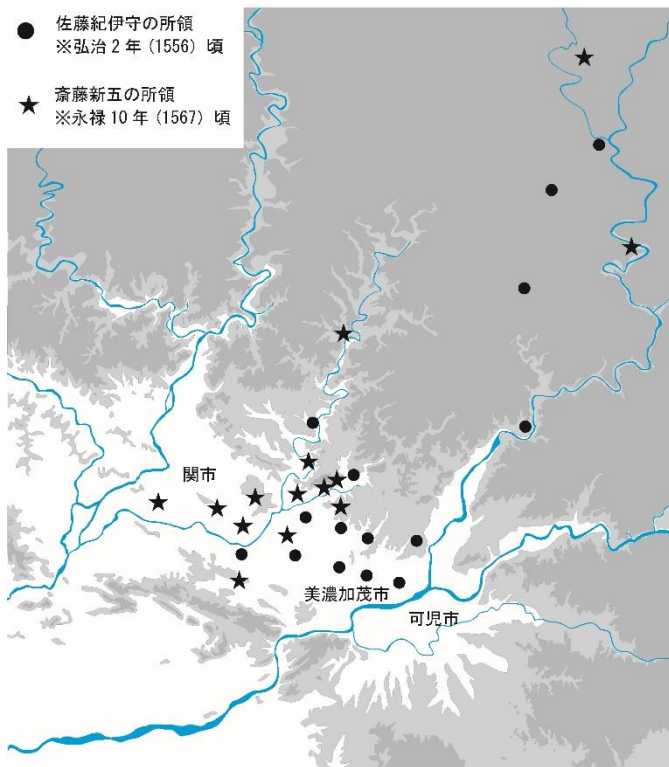 ● 佐藤紀伊守の所領
※弘治2年(1556)頃
★ 斎藤新五の所領
※永禄10年(1567)頃
関市
美濃加茂市
可児市